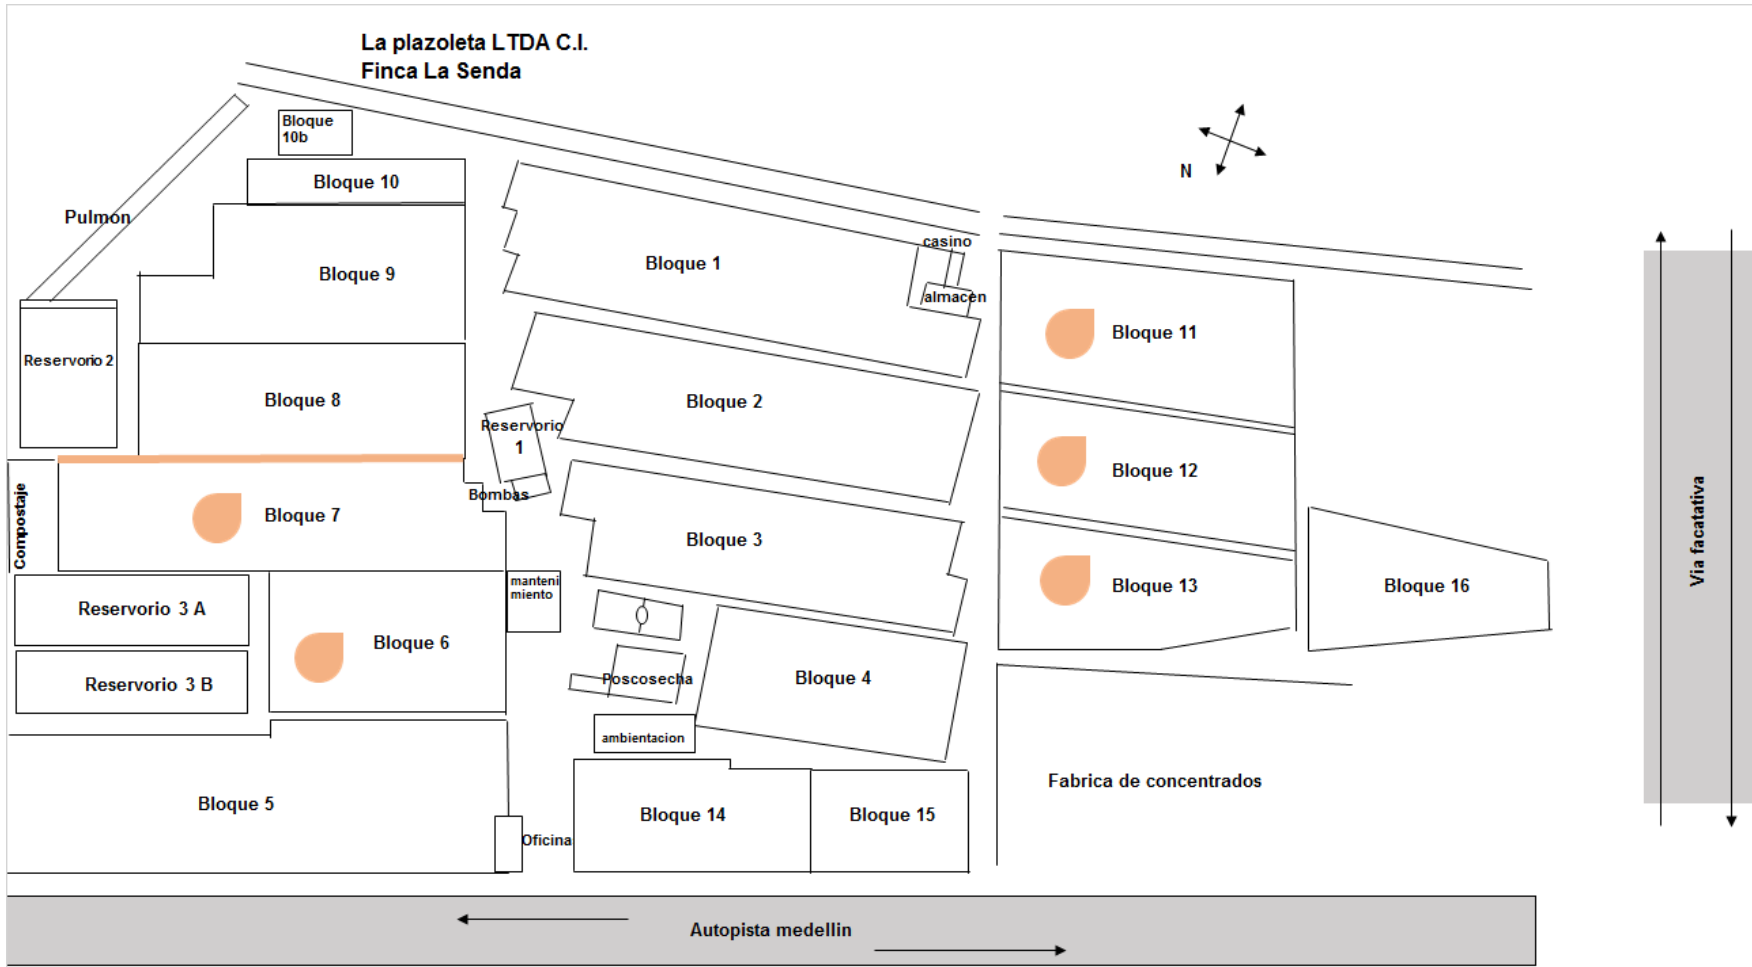 La plazoleta LTDA C.I.
Finca La Senda
Bloque
10b
N
Bloque 10
Pulmon
casino
Bloque 1
Bloque 9
almacen
Bloque 11
Reservorio 2
Bloque 8
Bloque 2
Reservorio
1
Bloque 12
Bombas
Compostaje
Bloque 7
Bloque 3
Via facatativa
manteni
miento
Bloque 13
Bloque 16
Reservorio 3 A
Bloque 6
Reservorio 3 B
Poscosecha
Bloque 4
ambientacion
Fabrica de concentrados
Bloque 5
Bloque 14
Bloque 15
Oficina
Autopista medellin